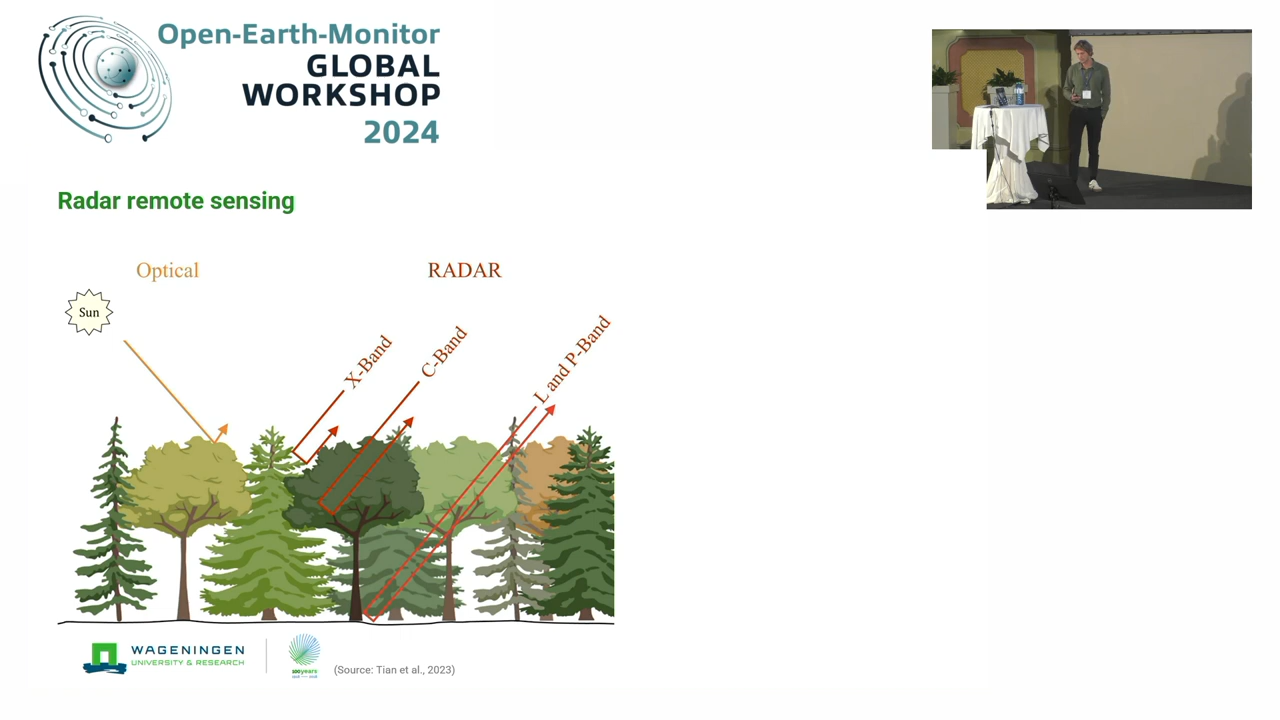 Open-Earth-Monitor
GLOBAL
WORKSHOP
2024
Radar remote sensing
Optical
RADAR
Sun
X-Band
C-Band
L and P-Band
WAGENINGEN
UNIVERSITY & RESEARCH
100years
(Source: Tian et al., 2023)